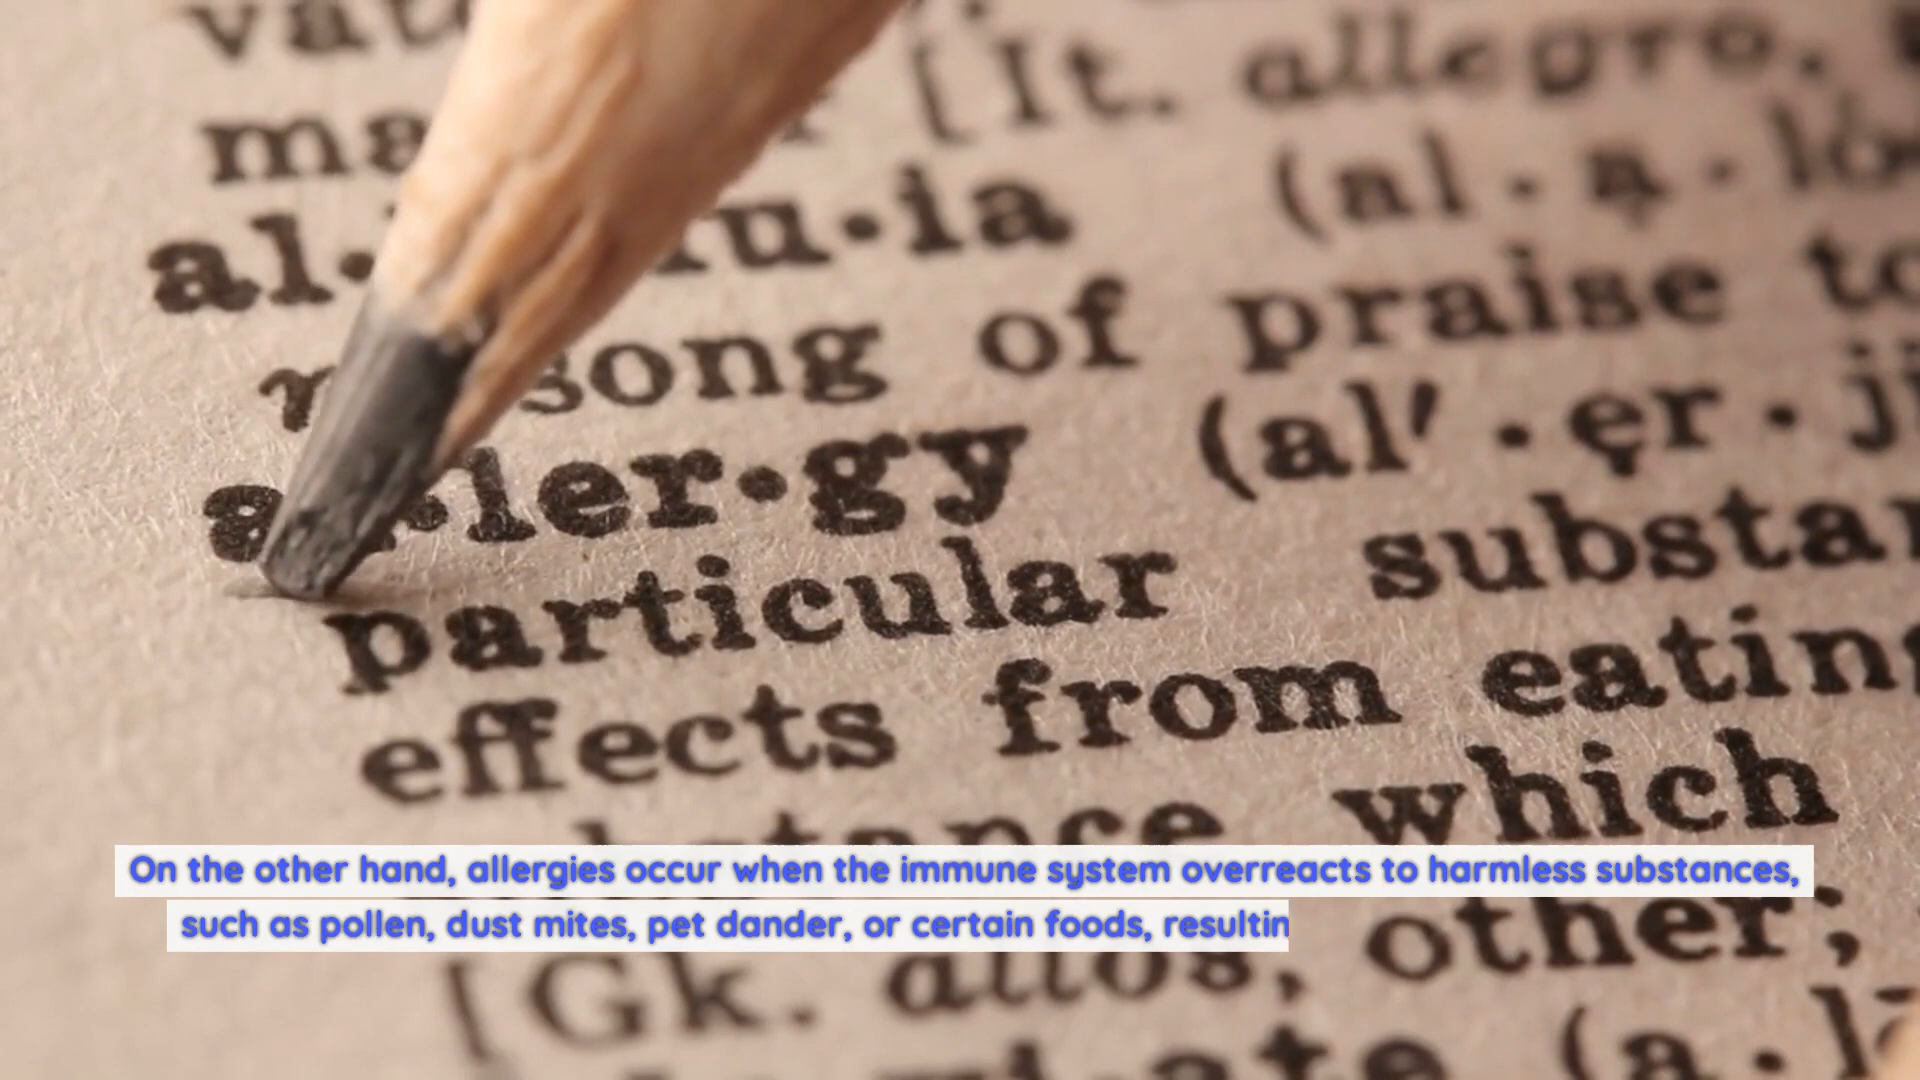 [It. allegro.
al· u·ia (al·a·
song of praise to
al·ler·gy (al′·er·j
particular substan
effects from eating
which
On the other hand, allergies occur when the immune system overreacts to harmless substances,
such as pollen, dust mites, pet dander, or certain foods, resultin
other;
[Gk. allos,